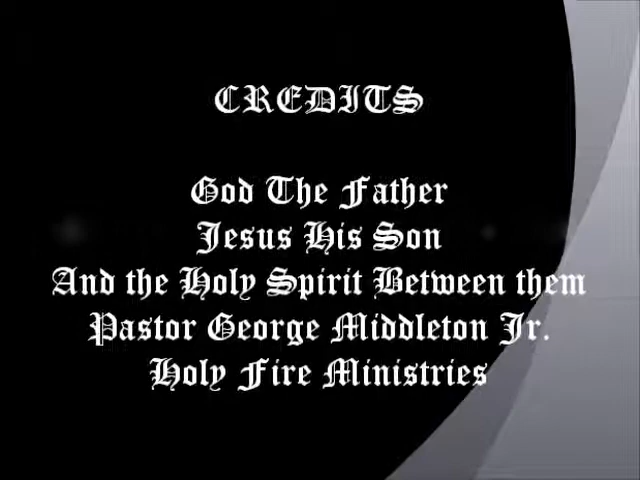 CREDITS
God The Father
Jesus His Son
And the Holy Spirit Between them
Pastor George Middleton Jr.
Holy Fire Ministries